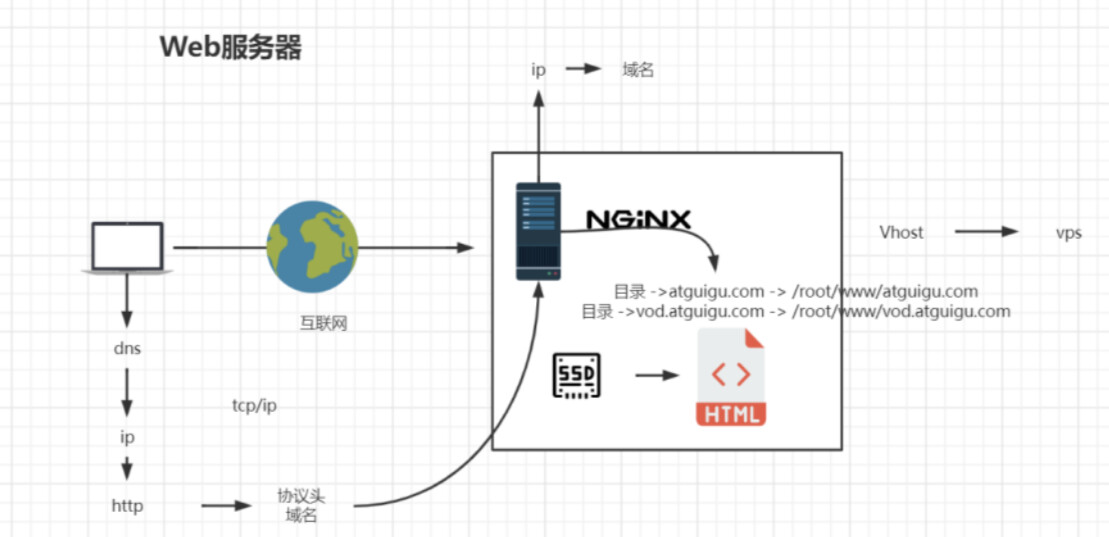 Web服务器
ip
域名
NGiNX
Vhost
vps
目录 ->atguigu.com -> /root/www/atguigu.com
目录 ->vod.atguigu.com -> /root/www/vod.atguigu.com
互联网
dns
SSD
tcp/ip
HTML
ip
http
协议头
域名